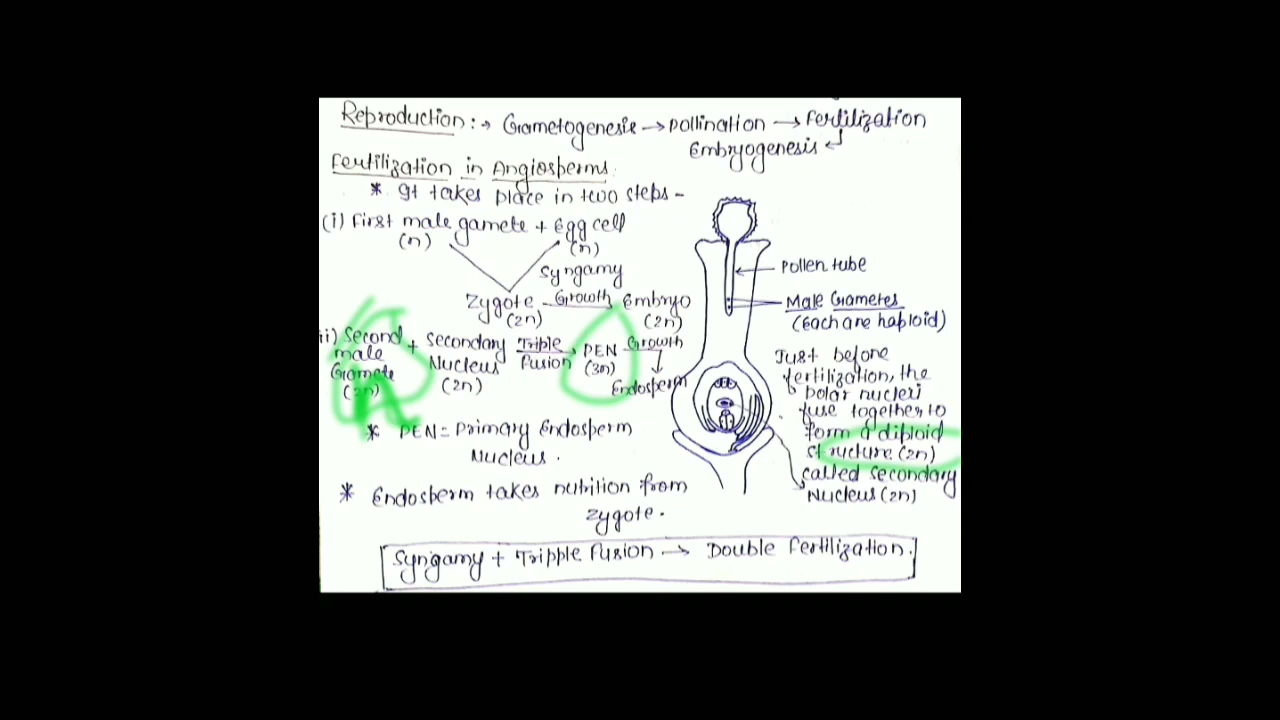 Reproduction :→ Gametogenesis → Pollination → Fertilization
Embryogenesis ↵
Fertilization in Angiosperms.
* It takes place in two steps -
(i) First male gamete + Egg cell
(n) (n)
Syngamy
Zygote Growth Embryo
(2n) (2n)
ii) Second male Gamete (2n) + Secondary Nucleus (2n) Triple Fusion PEN (3n) Growth
Endosperm
* PEN = Primary Endosperm
Nucleus.
* Endosperm takes nutrition from
zygote.
Syngamy + Tripple Fusion → Double Fertilization.
Pollen tube
Male Gametes
(Each are haploid)
Just before
fertilization, the
polar nucleri
fuse together to
form a diploid
structure (2n)
called secondary
Nucleus (2n)